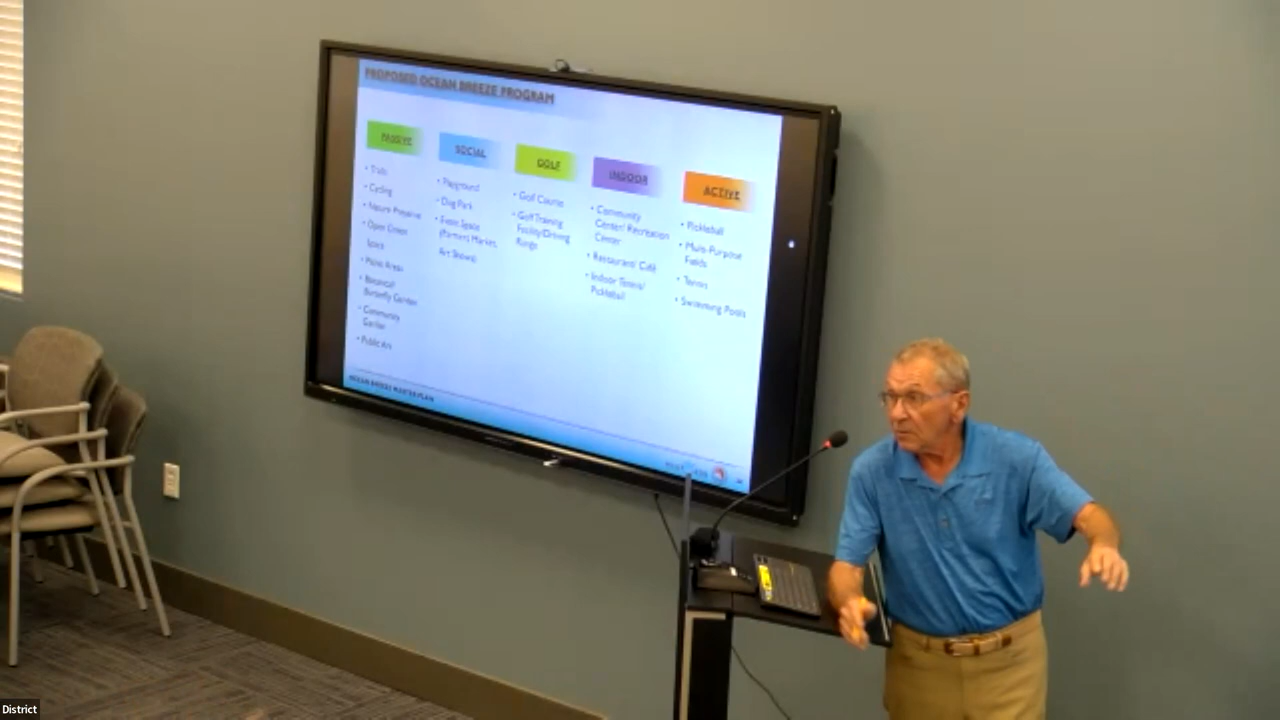 PROPOSED OCEAN BREEZE PROGRAM
PASSIVE
• Trails
• Cycling
• Nature Preserve
• Open Green
Space
• Picnic Areas
• Botanical/
Butterfly Garden
• Community
Garden
• Public Art
SOCIAL
• Playground
• Dog Park
• Event Space
(Farmers Market,
Art Shows)
GOLF
• Golf Course
• Golf Training
Facility/Driving
Range
INDOOR
• Community
Center/ Recreation
Center
• Restaurant/ Café
• Indoor Tennis/
Pickleball
ACTIVE
• Pickleball
• Multi-Purpose
Fields
• Tennis
• Swimming Pools
OCEAN BREEZE MASTER PLAN
District